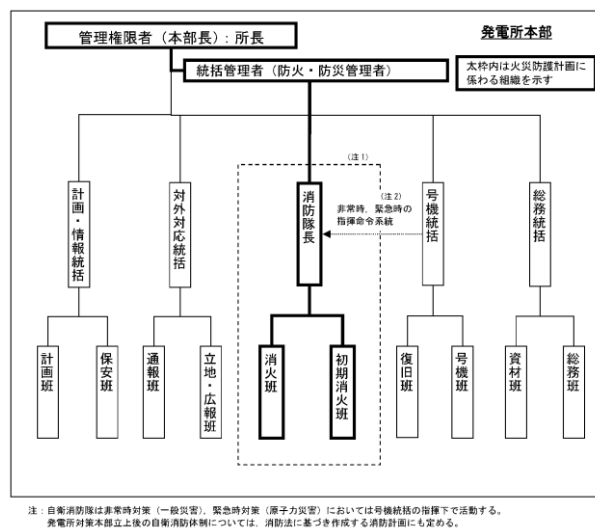 発電所本部
管理権限者（本部長）：所長
統括管理者（防火・防災管理者）
太枠内は火災防護計画に
係わる組織を示す
（注１）
（注２）
非常時，緊急時の
指揮命令系統
計画・情報統括
対外対応統括
消防隊長
号機統括
総務統括
計画班
保安班
通報班
立地・広報班
消火班
初期消火班
復旧班
号機班
資材班
総務班
注：自衛消防隊は非常時対策（一般災害），緊急時対策（原子力災害）においては号機統括の指揮下で活動する。
発電所対策本部立上後の自衛消防体制については，消防法に基づき作成する消防計画にも定める。